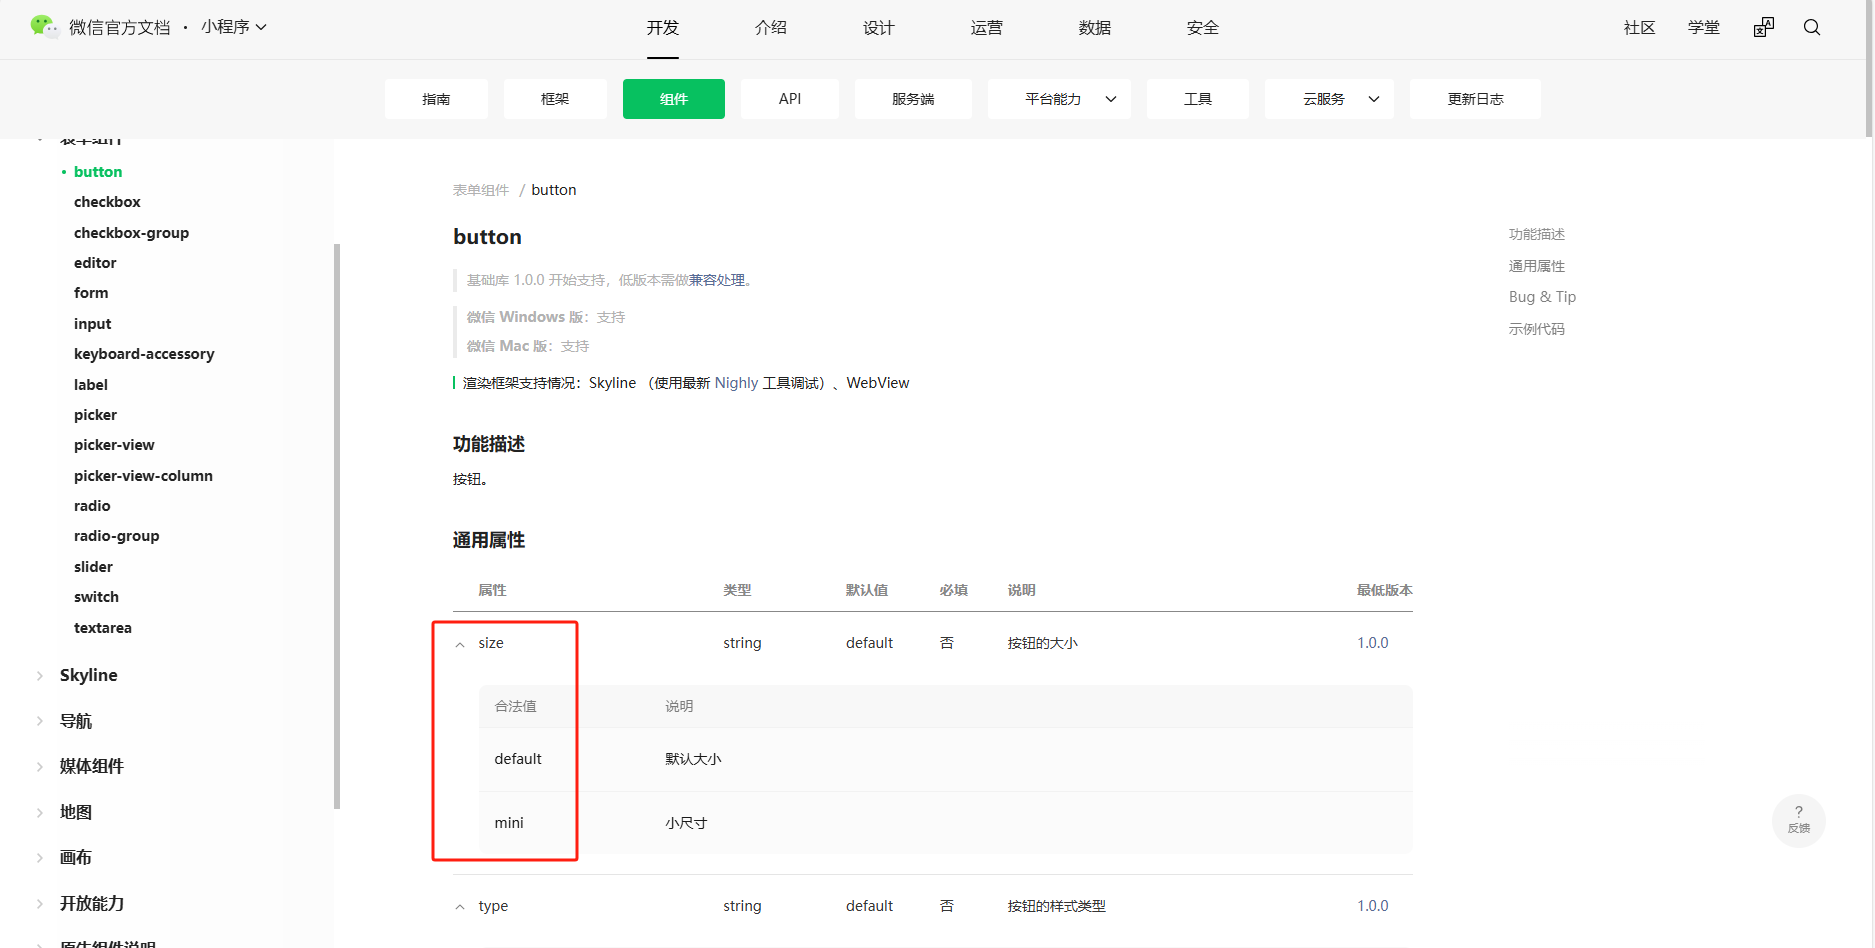 微信官方文档 · 小程序
开发 介绍 设计 运营 数据 安全
社区 学堂
指南 框架 组件 API 服务端 平台能力 工具 云服务 更新日志
表单组件
button
checkbox
checkbox-group
editor
form
input
keyboard-accessory
label
picker
picker-view
picker-view-column
radio
radio-group
slider
switch
textarea
Skyline
导航
媒体组件
地图
画布
开放能力
原生组件说明
表单组件 / button
button
基础库 1.0.0 开始支持，低版本需做兼容处理。
微信 Windows 版：支持
微信 Mac 版：支持
渲染框架支持情况：Skyline （使用最新 Nighly 工具调试）、WebView
功能描述
按钮。
通用属性
属性 类型 默认值 必填 说明 最低版本
size string default 否 按钮的大小 1.0.0
合法值 说明
default 默认大小
mini 小尺寸
type string default 否 按钮的样式类型 1.0.0
功能描述
通用属性
Bug & Tip
示例代码
?
反馈